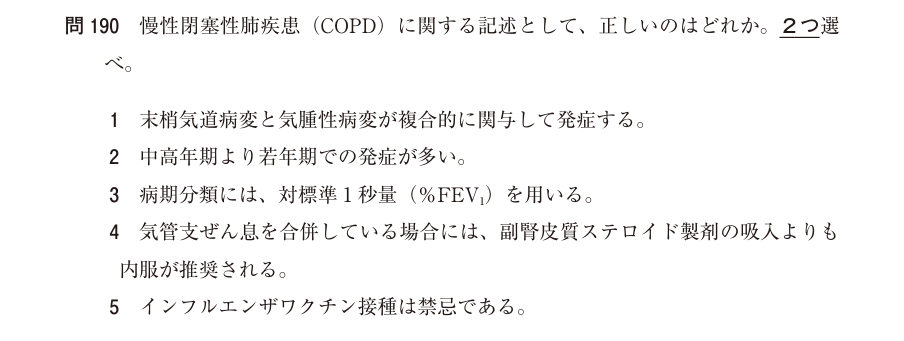 問 190 慢性閉塞性肺疾患（COPD）に関する記述として、正しいのはどれか。2つ選
べ。
1 末梢気道病変と気腫性病変が複合的に関与して発症する。
2 中高年期より若年期での発症が多い。
3 病期分類には、対標準1秒量（％FEV₁）を用いる。
4 気管支ぜん息を合併している場合には、副腎皮質ステロイド製剤の吸入よりも
内服が推奨される。
5 インフルエンザワクチン接種は禁忌である。